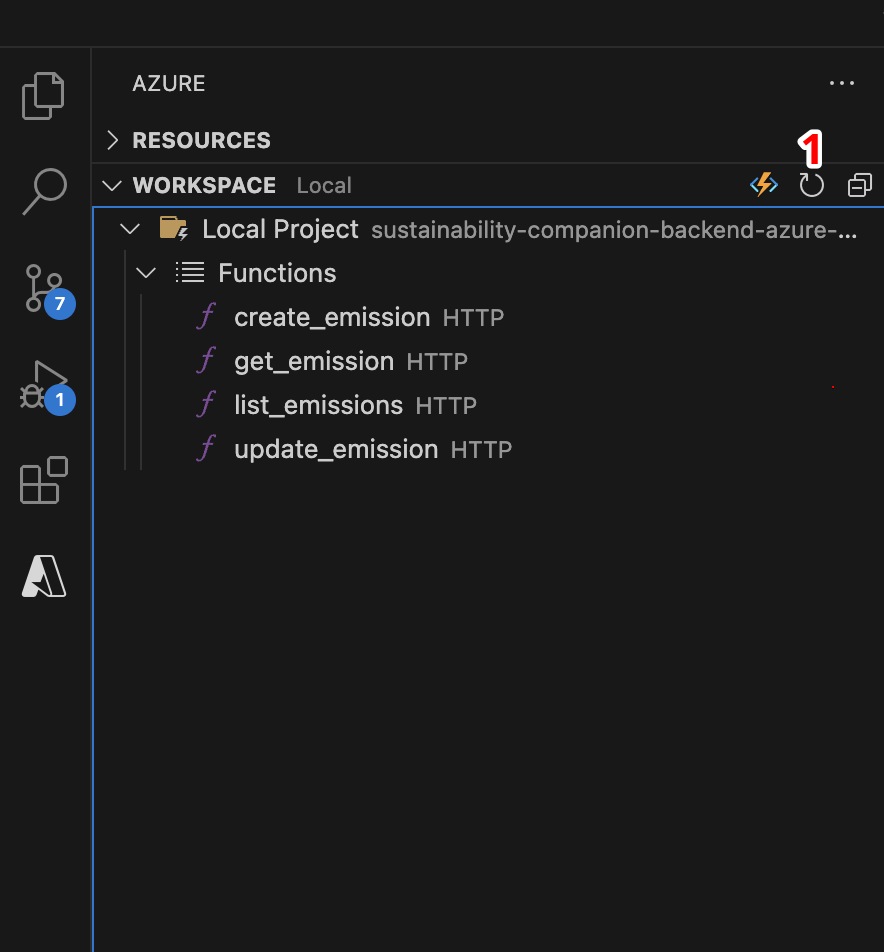 AZURE
RESOURCES
1
WORKSPACE Local
Local Project sustainability-companion-backend-azure-...
Functions
create_emission HTTP
7
get_emission HTTP
list_emissions HTTP
1
update_emission HTTP